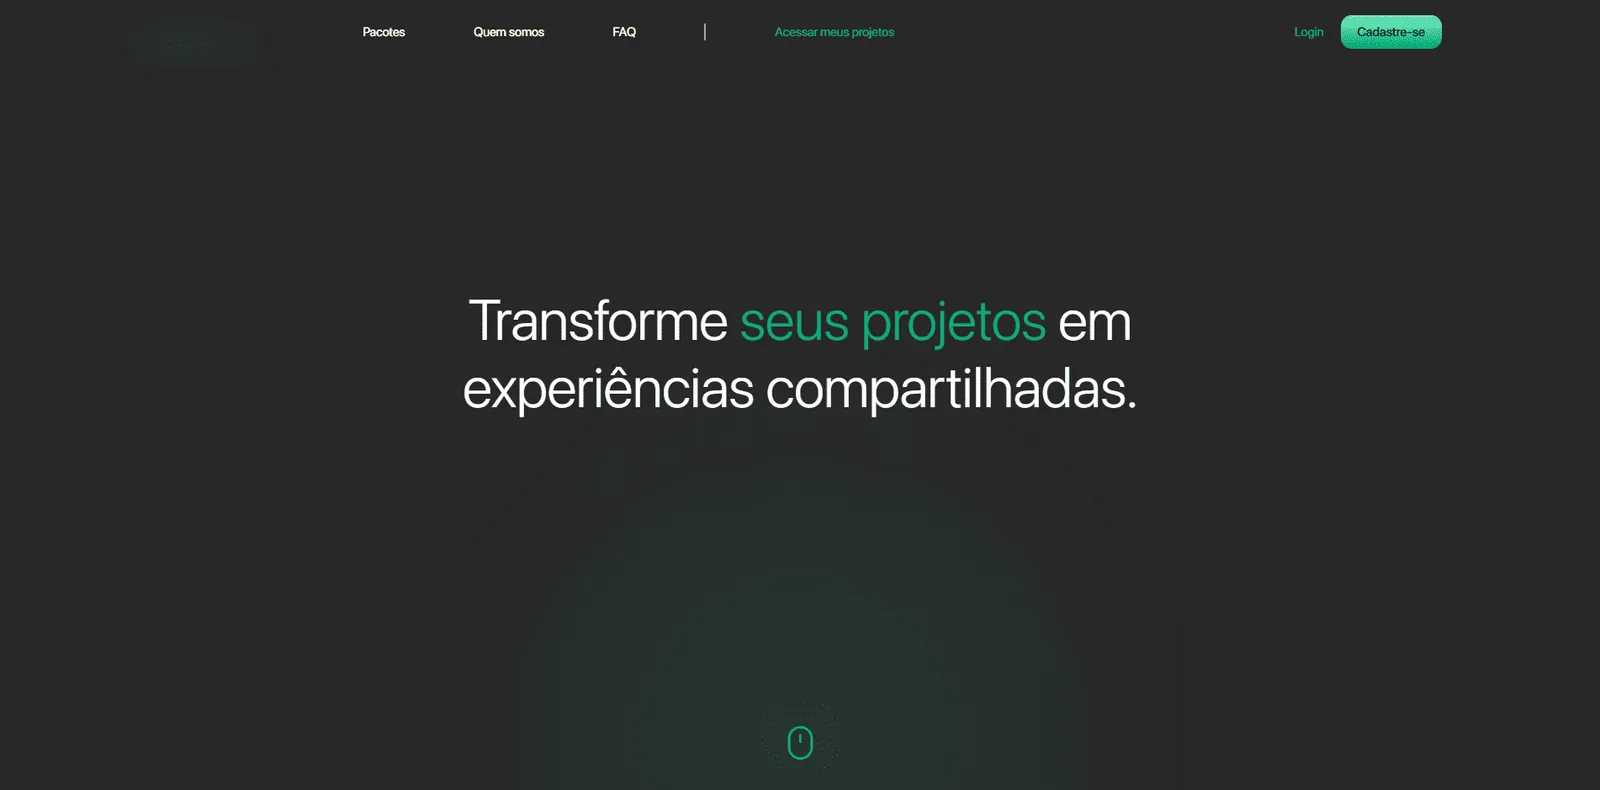 Pacotes
Quem somos
FAQ
|
Acessar meus projetos
Login
Cadastre-se
Transforme seus projetos em
experiências compartilhadas.